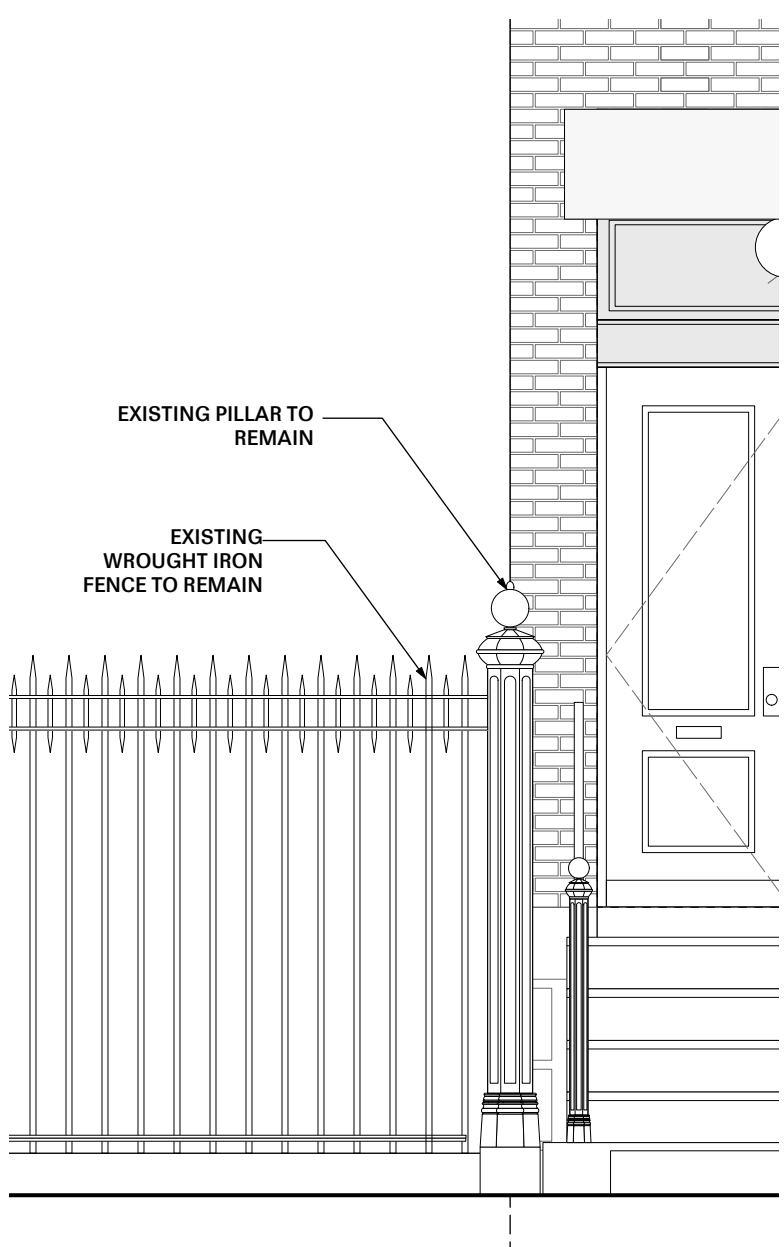 EXISTING PILLAR TO
REMAIN
EXISTING
WROUGHT IRON
FENCE TO REMAIN